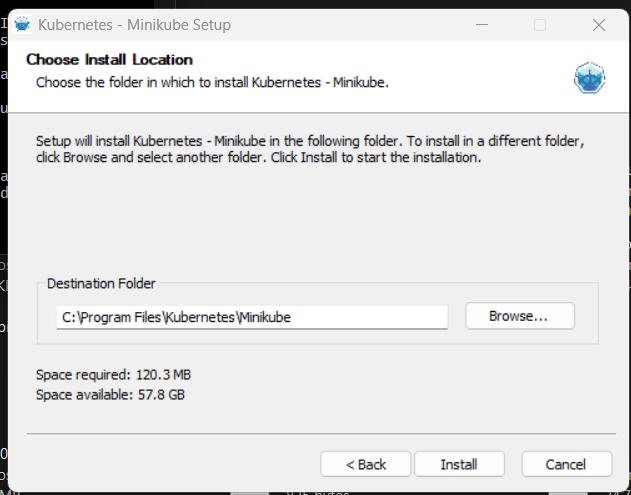 Kubernetes - Minikube Setup
Choose Install Location
Choose the folder in which to install Kubernetes - Minikube.
Setup will install Kubernetes - Minikube in the following folder. To install in a different folder,
click Browse and select another folder. Click Install to start the installation.
Destination Folder
C:\Program Files\Kubernetes\Minikube
Browse...
Space required: 120.3 MB
Space available: 57.8 GB
< Back
Install
Cancel